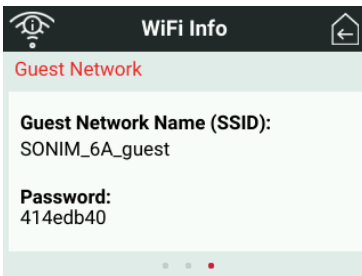 WiFi Info
Guest Network
Guest Network Name (SSID):
SONIM_6A_guest
Password:
414edb40